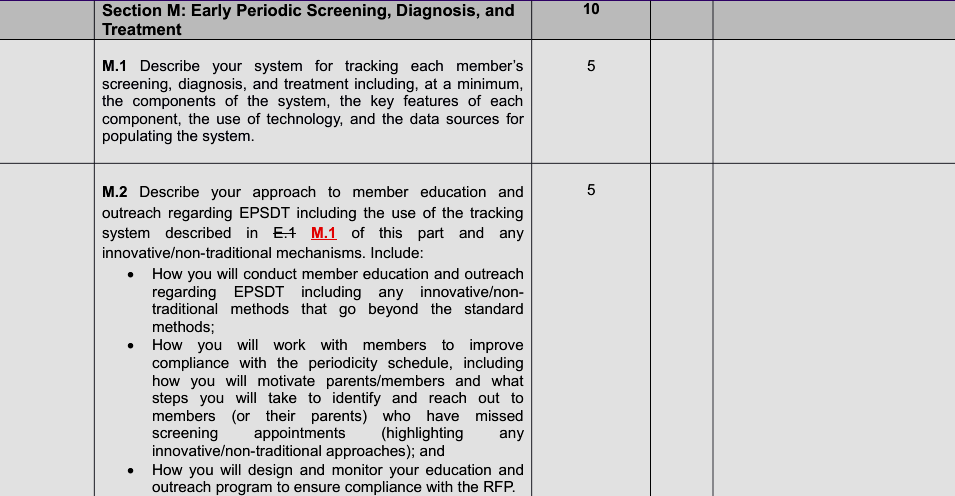 Section M: Early Periodic Screening, Diagnosis, and
Treatment
10
M.1 Describe your system for tracking each member's
screening, diagnosis, and treatment including, at a minimum,
the components of the system, the key features of each
component, the use of technology, and the data sources for
populating the system.
5
M.2 Describe your approach to member education and
outreach regarding EPSDT including the use of the tracking
system described in E.1 M.1 of this part and any
innovative/non-traditional mechanisms. Include:
5
• How you will conduct member education and outreach
regarding EPSDT including any innovative/non-
traditional methods that go beyond the standard
methods;
• How you will work with members to improve
compliance with the periodicity schedule, including
how you will motivate parents/members and what
steps you will take to identify and reach out to
members (or their parents) who have missed
screening appointments (highlighting any
innovative/non-traditional approaches); and
• How you will design and monitor your education and
outreach program to ensure compliance with the RFP.